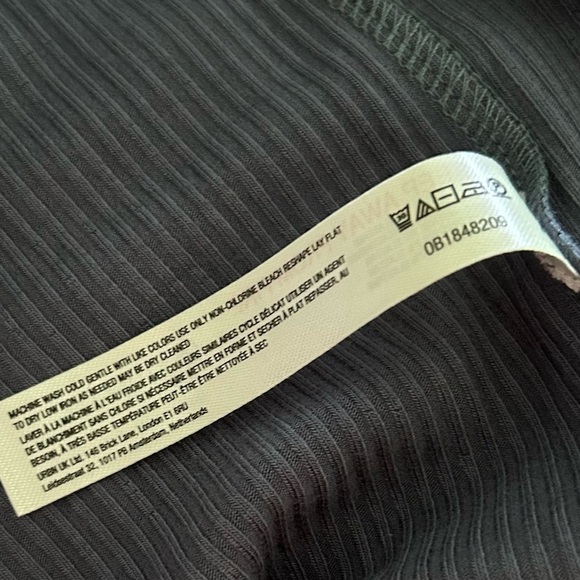 0B1848209
MACHINE WASH COLD GENTLE WITH LIKE COLORS USE ONLY NON-CHLORINE BLEACH RESHAPE LAY FLAT
TO DRY LOW IRON AS NEEDED MAY BE DRY CLEANED
LAVER À LA MACHINE À L'EAU FROIDE AVEC COULEURS SIMILAIRES CYCLE DÉLICAT UTILISER UN AGENT
DE BLANCHIMENT SANS CHLORE SI NÉCESSAIRE METTRE EN FORME ET SECHER À PLAT REPASSER, AU
BESOIN, À TRÈS BASSE TEMPÉRATURE PEUT-ÊTRE ÊTRE NETTOYÉE À SEC
URBN UK Ltd. 146 Brick Lane, London E1 6RU
Leidsestraat 32, 1017 PB Amsterdam, Netherlands